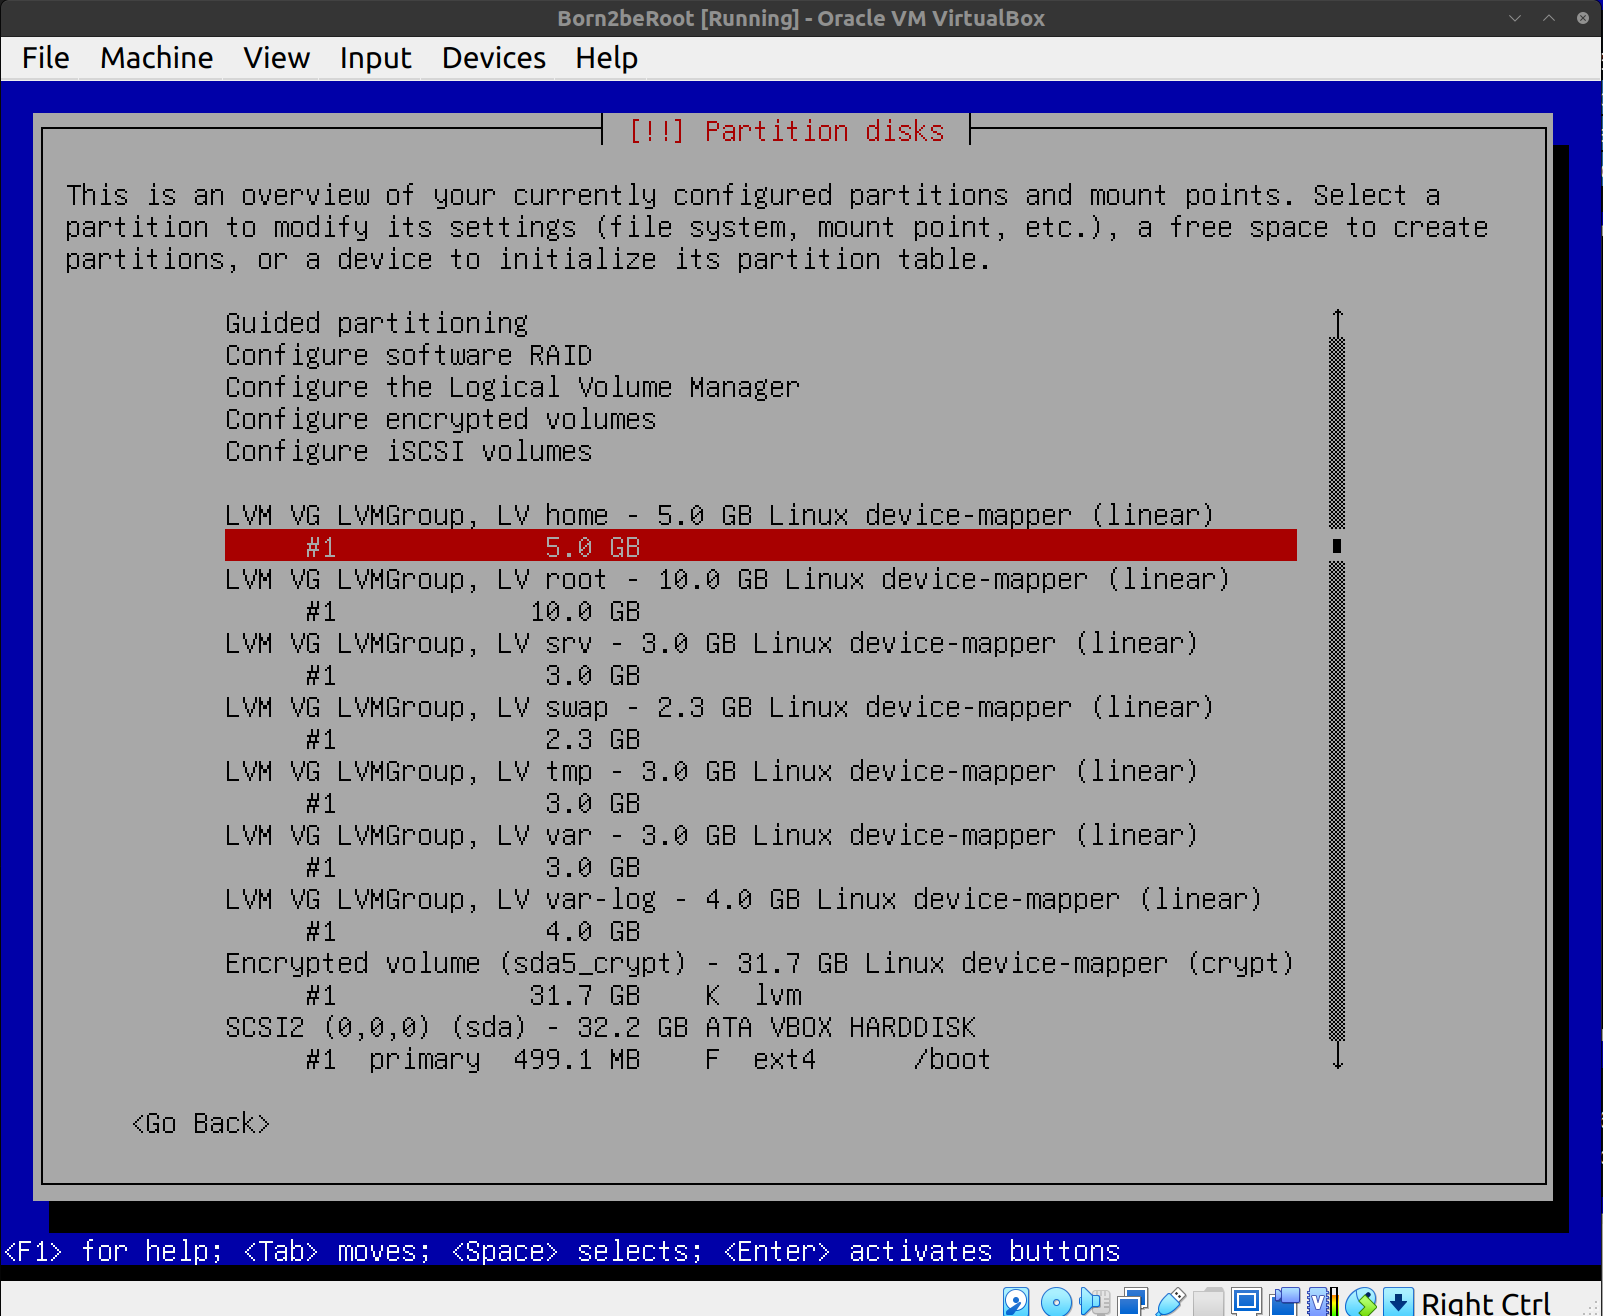 Born2beRoot [Running] - Oracle VM VirtualBox
File Machine View Input Devices Help
[!!] Partition disks
This is an overview of your currently configured partitions and mount points. Select a
partition to modify its settings (file system, mount point, etc.), a free space to create
partitions, or a device to initialize its partition table.
Guided partitioning
Configure software RAID
Configure the Logical Volume Manager
Configure encrypted volumes
Configure iSCSI volumes
LVM VG LVMGroup, LV home - 5.0 GB Linux device-mapper (linear)
#1 5.0 GB
LVM VG LVMGroup, LV root - 10.0 GB Linux device-mapper (linear)
#1 10.0 GB
LVM VG LVMGroup, LV srv - 3.0 GB Linux device-mapper (linear)
#1 3.0 GB
LVM VG LVMGroup, LV swap - 2.3 GB Linux device-mapper (linear)
#1 2.3 GB
LVM VG LVMGroup, LV tmp - 3.0 GB Linux device-mapper (linear)
#1 3.0 GB
LVM VG LVMGroup, LV var - 3.0 GB Linux device-mapper (linear)
#1 3.0 GB
LVM VG LVMGroup, LV var-log - 4.0 GB Linux device-mapper (linear)
#1 4.0 GB
Encrypted volume (sda5_crypt) - 31.7 GB Linux device-mapper (crypt)
#1 31.7 GB K lvm
SCSI2 (0,0,0) (sda) - 32.2 GB ATA VBOX HARDDISK
#1 primary 499.1 MB F ext4 /boot
<Go Back>
<F1> for help; <Tab> moves; <Space> selects; <Enter> activates buttons
Right Ctrl